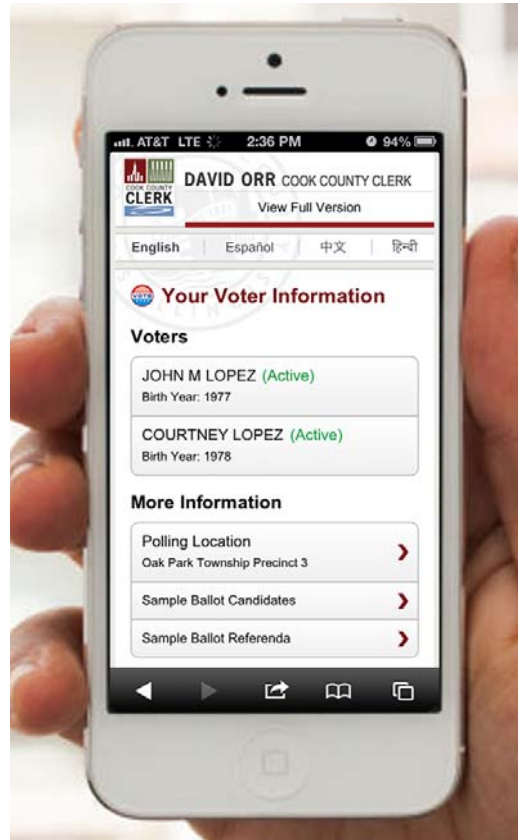 AT&T LTE 2:36 PM 94%
COOK COUNTY
CLERK
DAVID ORR COOK COUNTY CLERK
View Full Version
English Español 中文 हिन्दी
VOTE Your Voter Information
Voters
JOHN M LOPEZ (Active)
Birth Year: 1977
COURTNEY LOPEZ (Active)
Birth Year: 1978
More Information
Polling Location
Oak Park Township Precinct 3
Sample Ballot Candidates
Sample Ballot Referenda